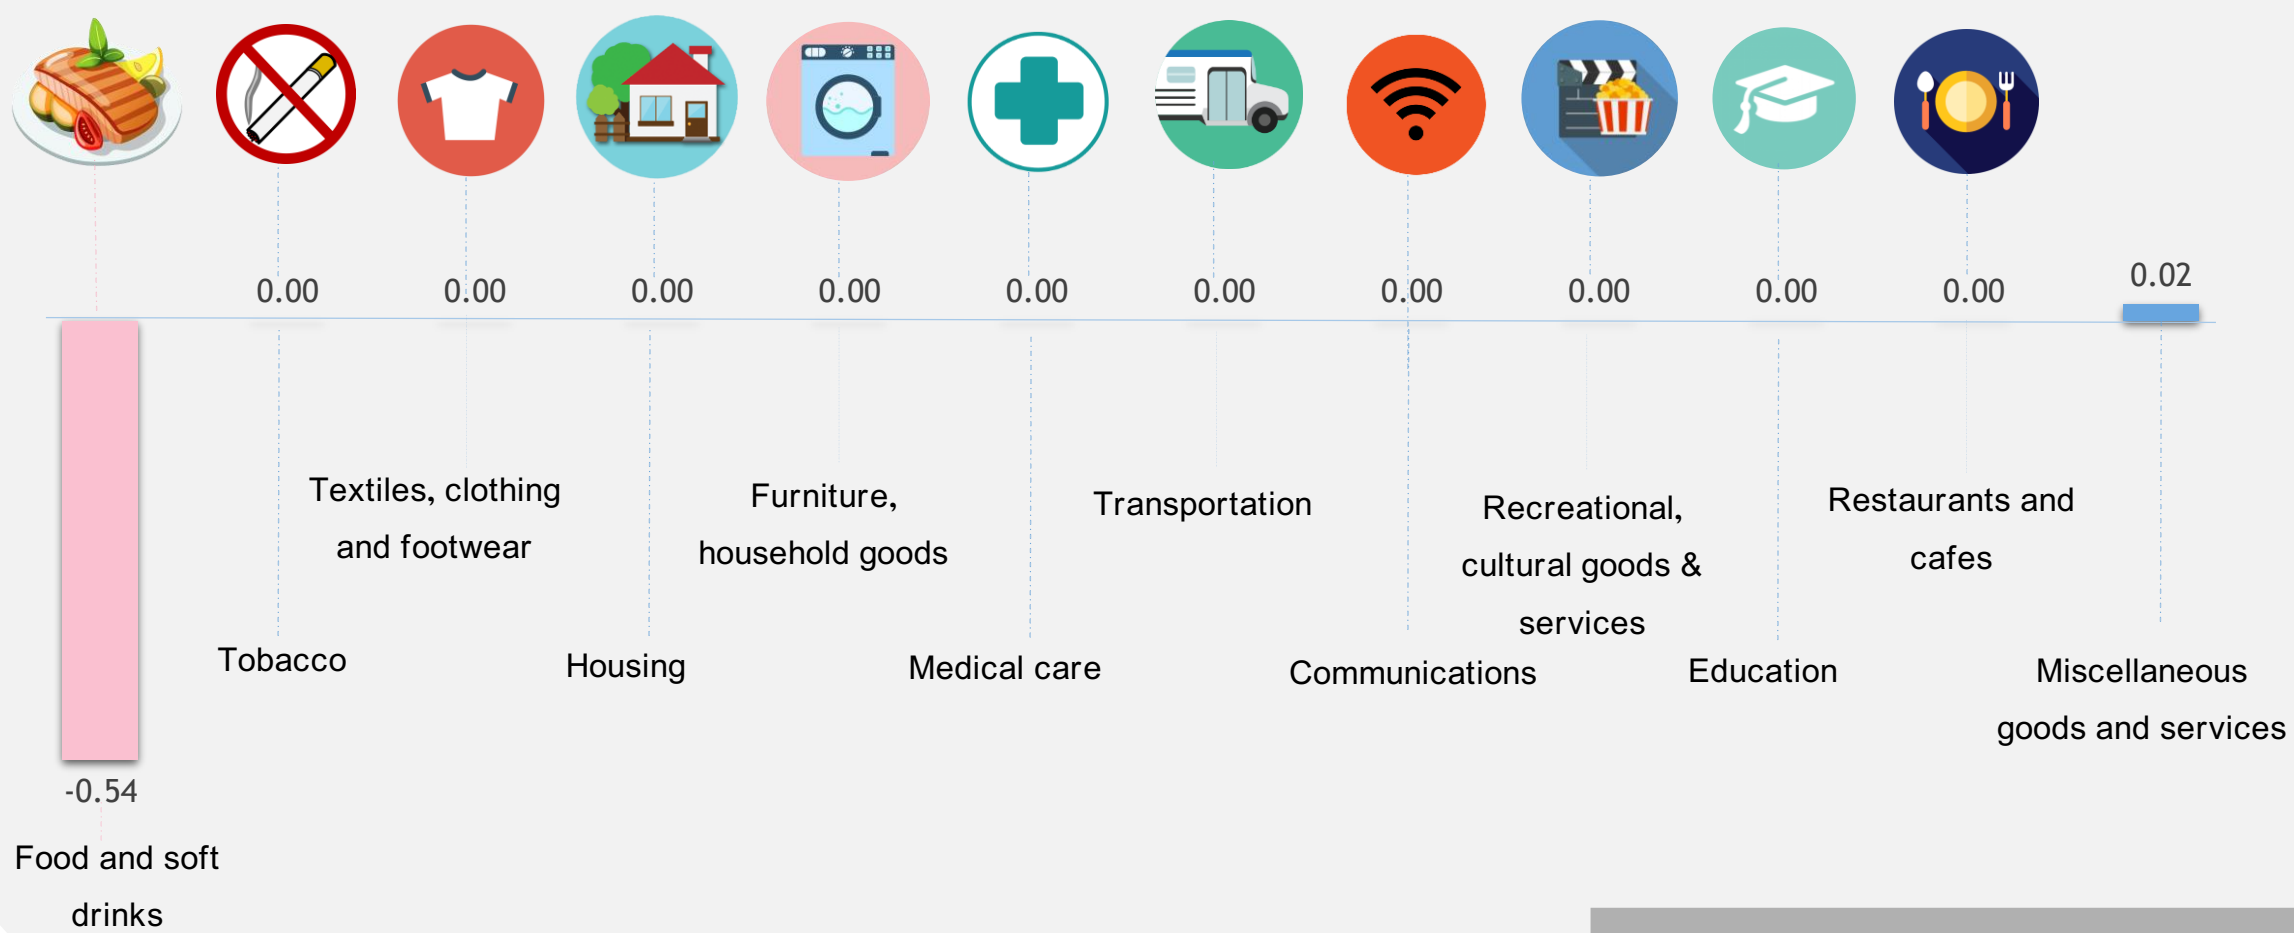 0.00
0.00
0.00
0.00
0.00
0.00
0.00
0.00
0.00
0.00
0.02
-0.54
Food and soft
drinks
Tobacco
Textiles, clothing
and footwear
Housing
Furniture,
household goods
Medical care
Transportation
Communications
Recreational,
cultural goods &
services
Education
Restaurants and
cafes
Miscellaneous
goods and services